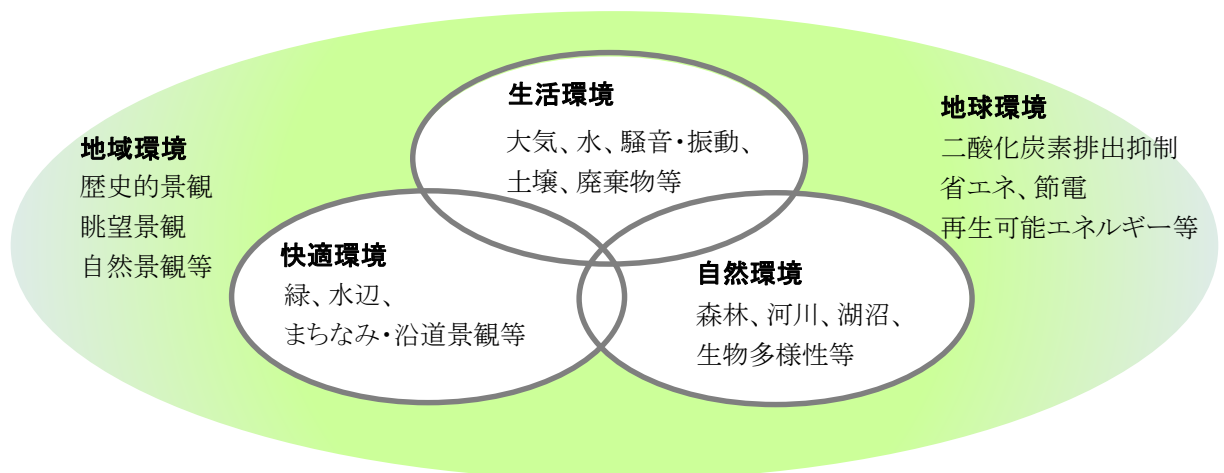 生活環境
大気、水、騒音・振動、
土壌、廃棄物等
地域環境
歴史的景観
眺望景観
自然景観等
地球環境
二酸化炭素排出抑制
省エネ、節電
再生可能エネルギー等
快適環境
緑、水辺、
まちなみ・沿道景観等
自然環境
森林、河川、湖沼、
生物多様性等